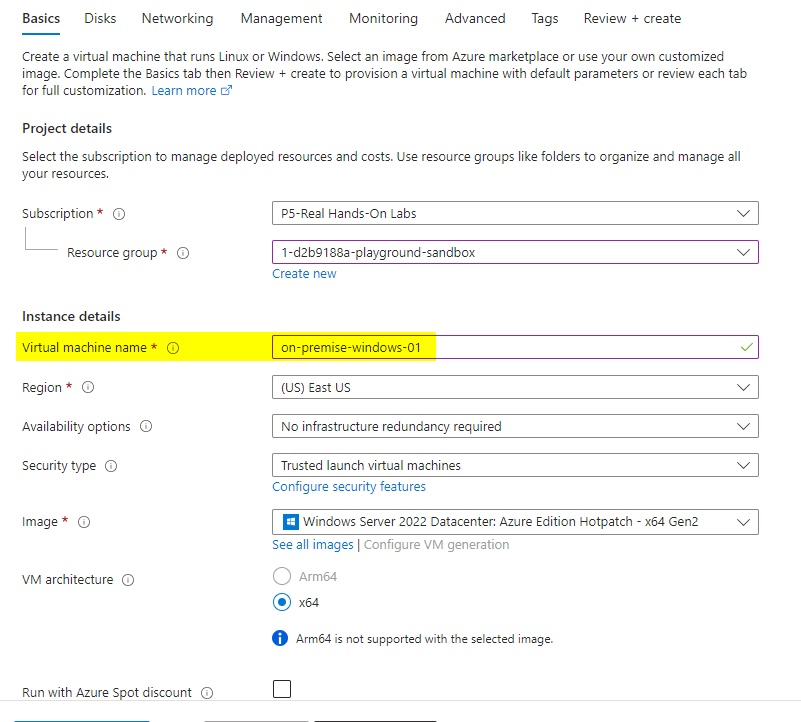 Basics Disks Networking Management Monitoring Advanced Tags Review + create
Create a virtual machine that runs Linux or Windows. Select an image from Azure marketplace or use your own customized
image. Complete the Basics tab then Review + create to provision a virtual machine with default parameters or review each tab
for full customization. Learn more
Project details
Select the subscription to manage deployed resources and costs. Use resource groups like folders to organize and manage all
your resources.
Subscription * P5-Real Hands-On Labs
Resource group * 1-d2b9188a-playground-sandbox
Create new
Instance details
Virtual machine name * on-premise-windows-01
Region * (US) East US
Availability options No infrastructure redundancy required
Security type Trusted launch virtual machines
Configure security features
Image * Windows Server 2022 Datacenter: Azure Edition Hotpatch - x64 Gen2
See all images | Configure VM generation
VM architecture Arm64
x64
Arm64 is not supported with the selected image.
Run with Azure Spot discount